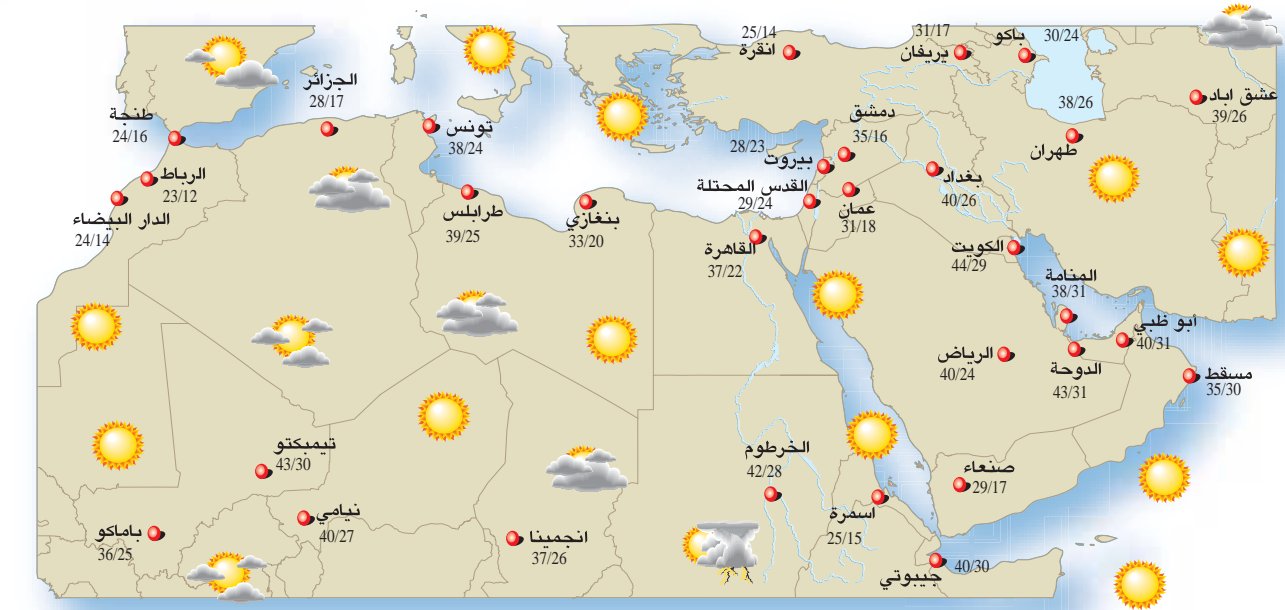 25/14
انقرة
31/17
يريفان
باكو
30/24
عشق اباد
39/26
38/26
طهران
الجزائر
28/17
طنجة
24/16
تونس
38/24
دمشق
35/16
28/23
بيروت
بغداد
40/26
الرباط
23/12
القدس المحتلة
29/24
عمان
31/18
الدار البيضاء
24/14
طرابلس
39/25
بنغازي
33/20
القاهرة
37/22
الكويت
44/29
المنامة
38/31
أبو ظبي
40/31
الرياض
40/24
الدوحة
43/31
مسقط
35/30
تيمبكتو
43/30
الخرطوم
42/28
صنعاء
29/17
نيامي
40/27
اسمرة
25/15
باماكو
36/25
انجمينا
37/26
40/30
جيبوتي